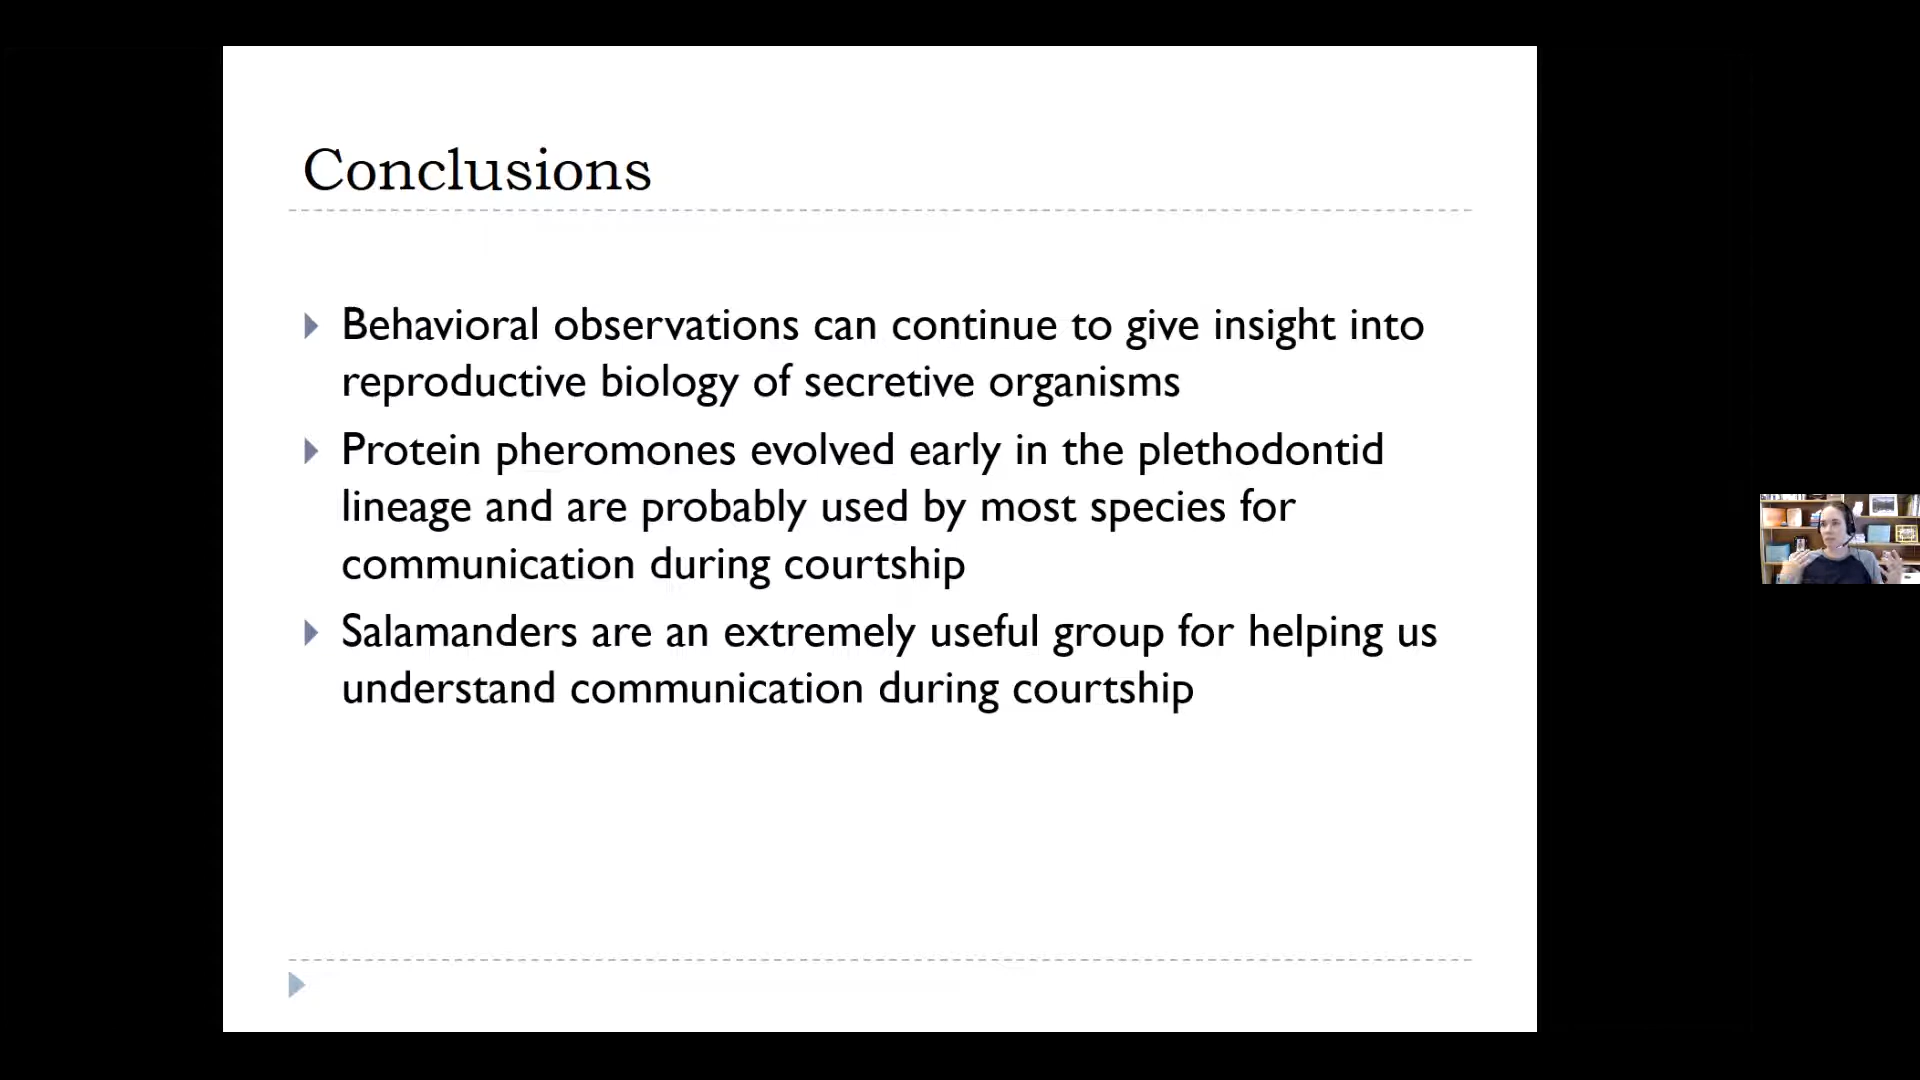 Conclusions
Behavioral observations can continue to give insight into
reproductive biology of secretive organisms
Protein pheromones evolved early in the plethodontid
lineage and are probably used by most species for
communication during courtship
Salamanders are an extremely useful group for helping us
understand communication during courtship